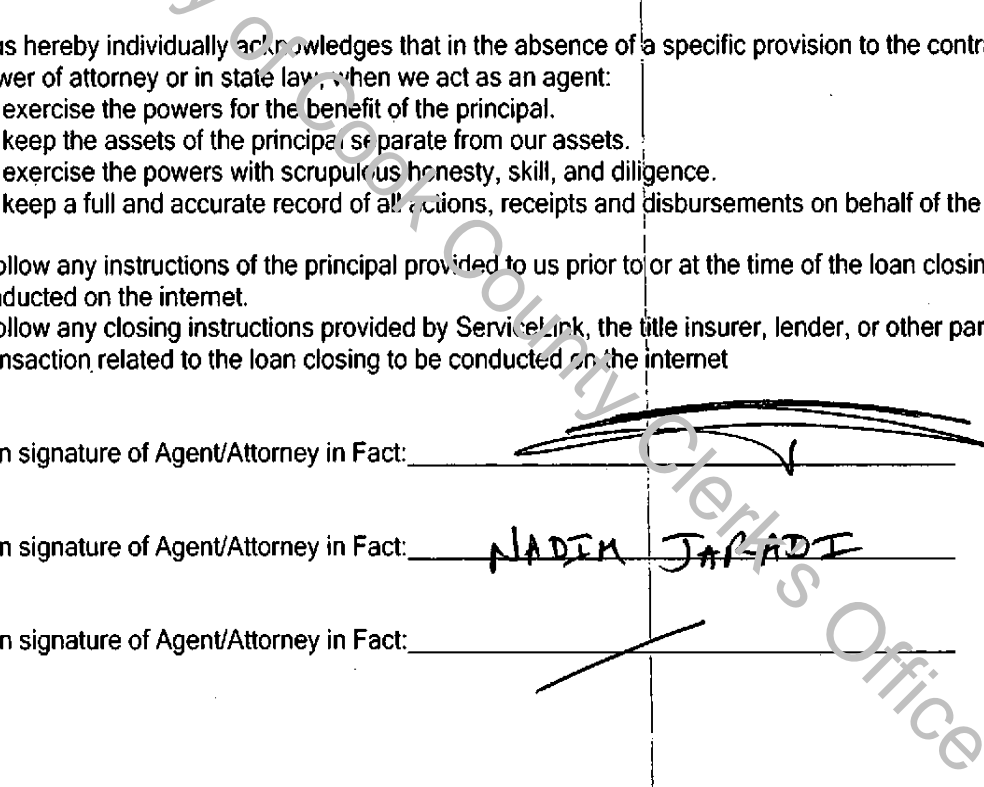 us hereby individually acknowledges that in the absence of a specific provision to the contr
wer of attorney or in state law, when we act as an agent:
exercise the powers for the benefit of the principal.
keep the assets of the principal separate from our assets.
exercise the powers with scrupulous honesty, skill, and diligence.
keep a full and accurate record of all actions, receipts and disbursements on behalf of the
ollow any instructions of the principal provided to us prior to or at the time of the loan closin
ducted on the internet.
ollow any closing instructions provided by ServiceLink, the title insurer, lender, or other par
nsaction related to the loan closing to be conducted on the internet
n signature of Agent/Attorney in Fact:
n signature of Agent/Attorney in Fact: NADIM JARADI
n signature of Agent/Attorney in Fact:
y of Cook County Clerk's Office